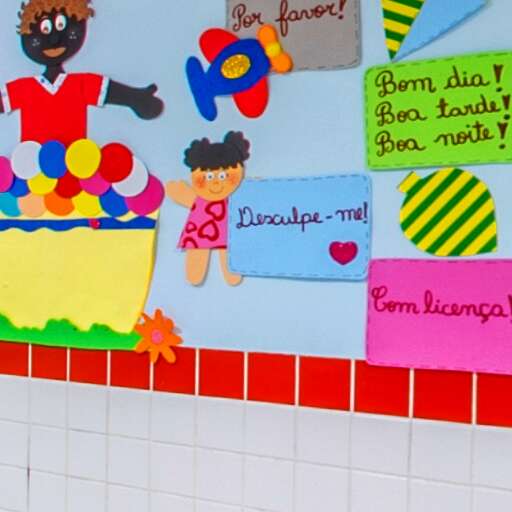 Por favor!
Bom dia!
Boa tarde!
Boa noite!
Desculpe-me!
Com licença!